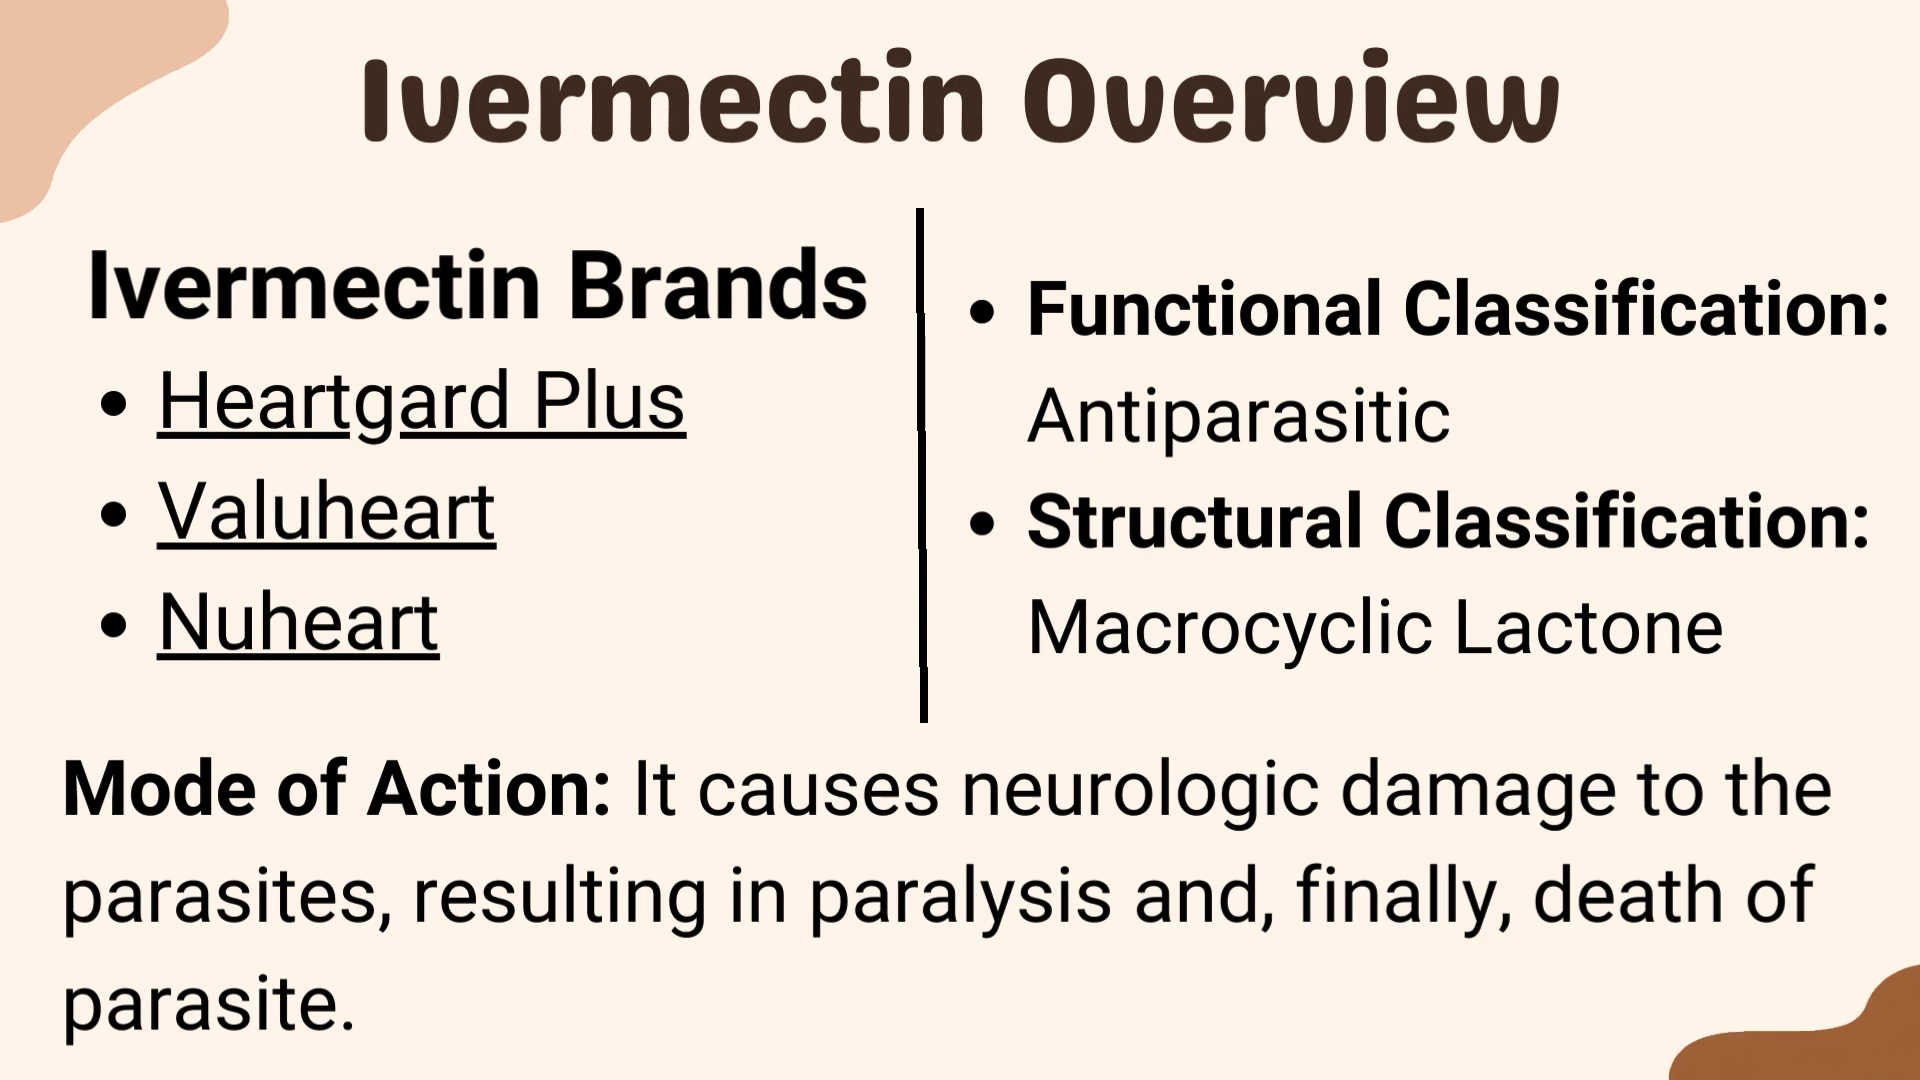 Ivermectin Overview
Ivermectin Brands
• Heartgard Plus
• Valuheart
• Nuheart
• Functional Classification:
Antiparasitic
• Structural Classification:
Macrocyclic Lactone
Mode of Action: It causes neurologic damage to the
parasites, resulting in paralysis and, finally, death of
parasite.